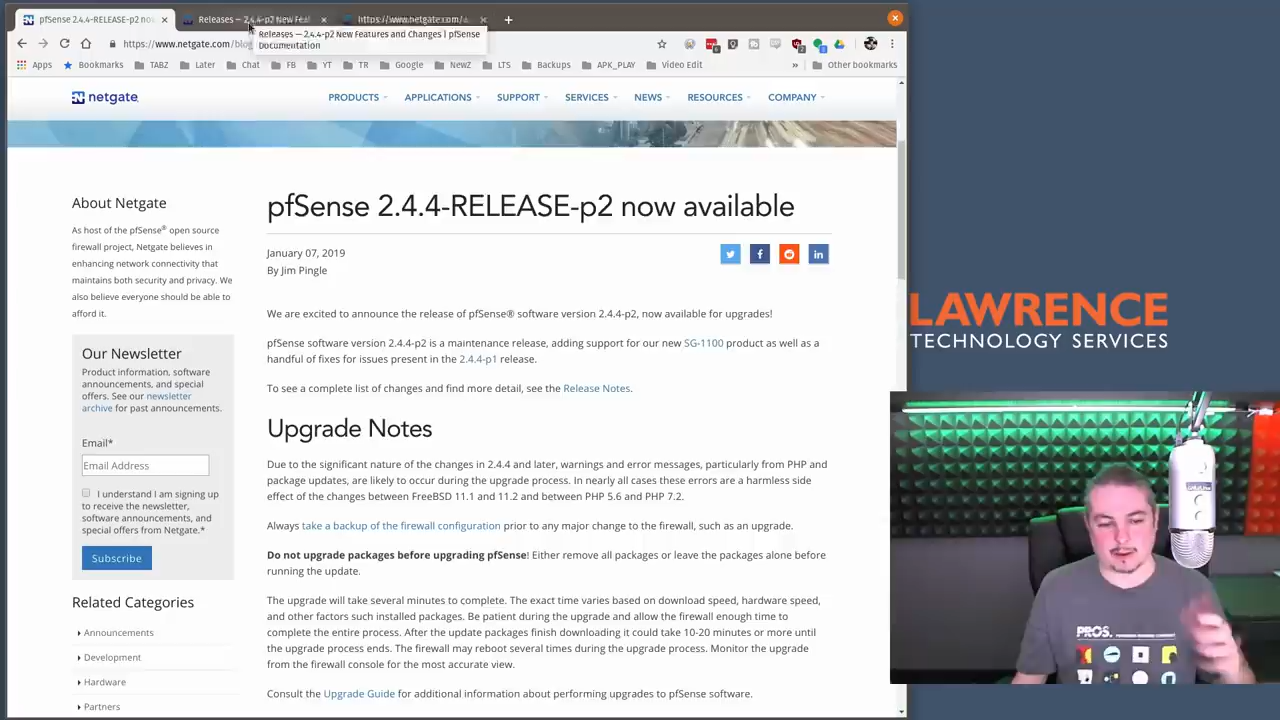 pfSense 2.4.4-RELEASE-p2 now
Releases — 2.4.4-p2 New Feat
https://www.netgate.com/
https://www.netgate.com/blog
Releases — 2.4.4-p2 New Features and Changes | pfSense
Documentation
Apps
Bookmarks
TABZ
Later
Chat
FB
YT
TR
Google
NewZ
LTS
Backups
APK_PLAY
Video Edit
»
Other bookmarks
netgate
PRODUCTS
APPLICATIONS
SUPPORT
SERVICES
NEWS
RESOURCES
COMPANY
About Netgate
As host of the pfSense® open source
firewall project, Netgate believes in
enhancing network connectivity that
maintains both security and privacy. We
also believe everyone should be able to
afford it.
Our Newsletter
Product information, software
announcements, and special
offers. See our newsletter
archive for past announcements.
Email*
Email Address
I understand I am signing up
to receive the newsletter,
software announcements, and
special offers from Netgate.*
Subscribe
Related Categories
Announcements
Development
Hardware
Partners
pfSense 2.4.4-RELEASE-p2 now available
January 07, 2019
By Jim Pingle
We are excited to announce the release of pfSense® software version 2.4.4-p2, now available for upgrades!
pfSense software version 2.4.4-p2 is a maintenance release, adding support for our new SG-1100 product as well as a
handful of fixes for issues present in the 2.4.4-p1 release.
To see a complete list of changes and find more detail, see the Release Notes.
Upgrade Notes
Due to the significant nature of the changes in 2.4.4 and later, warnings and error messages, particularly from PHP and
package updates, are likely to occur during the upgrade process. In nearly all cases these errors are a harmless side
effect of the changes between FreeBSD 11.1 and 11.2 and between PHP 5.6 and PHP 7.2.
Always take a backup of the firewall configuration prior to any major change to the firewall, such as an upgrade.
Do not upgrade packages before upgrading pfSense! Either remove all packages or leave the packages alone before
running the update.
The upgrade will take several minutes to complete. The exact time varies based on download speed, hardware speed,
and other factors such installed packages. Be patient during the upgrade and allow the firewall enough time to
complete the entire process. After the update packages finish downloading it could take 10-20 minutes or more until
the upgrade process ends. The firewall may reboot several times during the upgrade process. Monitor the upgrade
from the firewall console for the most accurate view.
Consult the Upgrade Guide for additional information about performing upgrades to pfSense software.
LAWRENCE
TECHNOLOGY SERVICES
PROS.